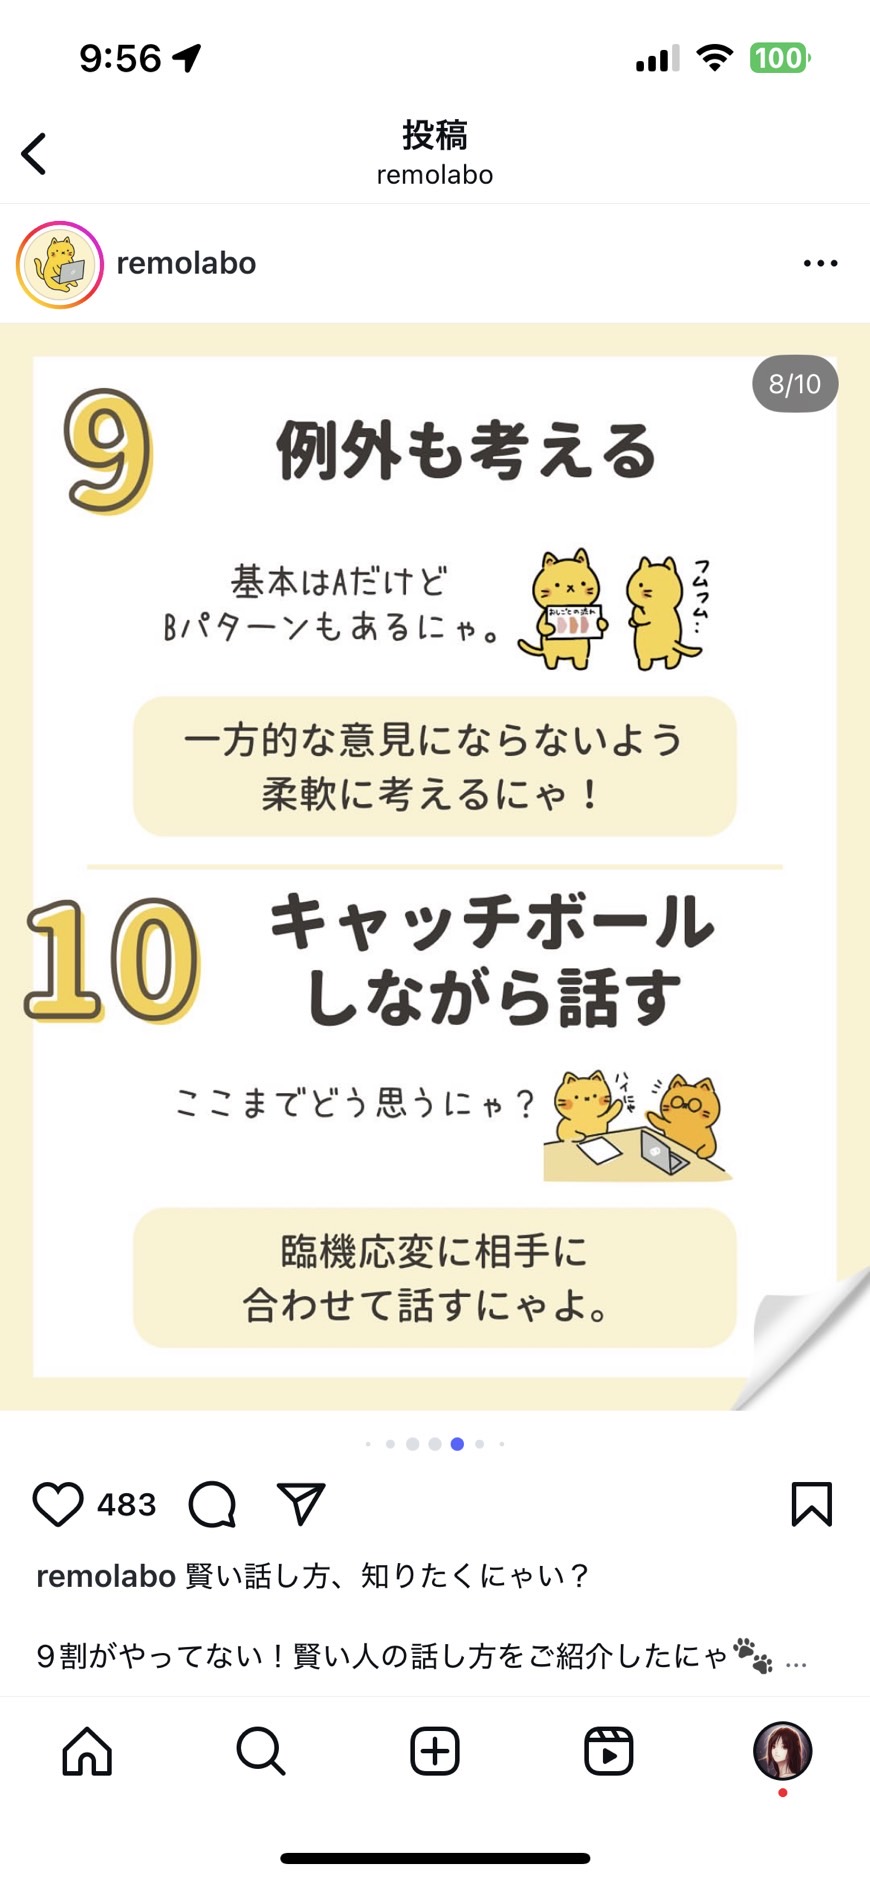 9:56
100
投稿
remolabo
remolabo
8/10
9
例外も考える
基本はAだけど
Bパターンもあるにゃ。
おしごとの流れ
フムフム…
一方的な意見にならないよう
柔軟に考えるにゃ！
10
キャッチボール
しながら話す
ここまでどう思うにゃ？
ハイにゃ
臨機応変に相手に
合わせて話すにゃよ。
483
remolabo 賢い話し方、知りたくにゃい？
９割がやってない！賢い人の話し方をご紹介したにゃ🐾 ...